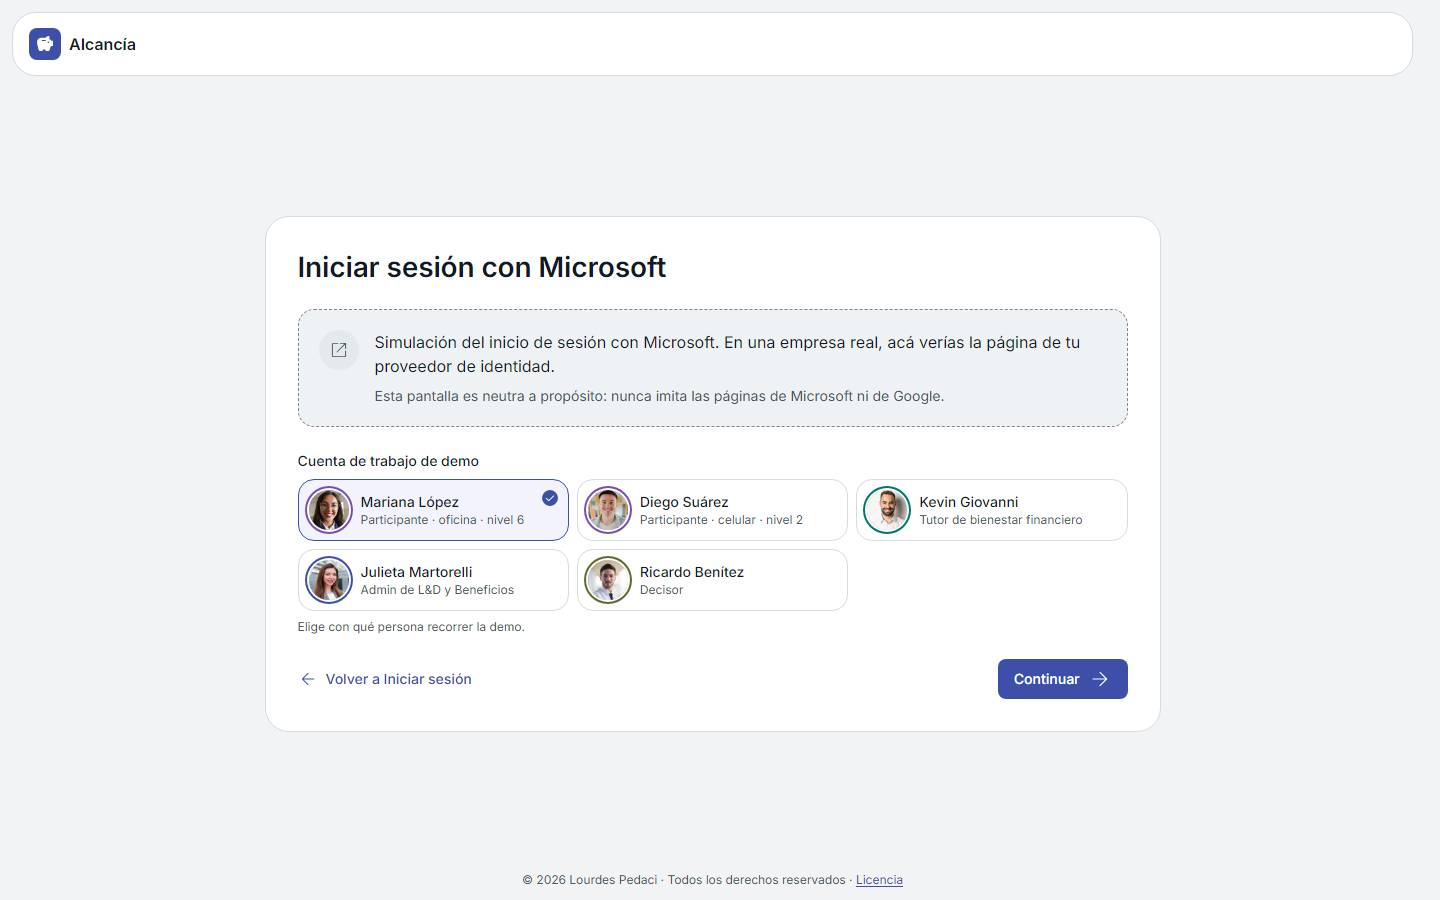 Alcancía
Iniciar sesión con Microsoft
Simulación del inicio de sesión con Microsoft. En una empresa real, acá verías la página de tu
proveedor de identidad.
Esta pantalla es neutra a propósito: nunca imita las páginas de Microsoft ni de Google.
Cuenta de trabajo de demo
Mariana López
Participante · oficina · nivel 6
Diego Suárez
Participante · celular · nivel 2
Kevin Giovanni
Tutor de bienestar financiero
Julieta Martorelli
Admin de L&D y Beneficios
Ricardo Benítez
Decisor
Elige con qué persona recorrer la demo.
Volver a Iniciar sesión
Continuar
© 2026 Lourdes Pedaci · Todos los derechos reservados · Licencia